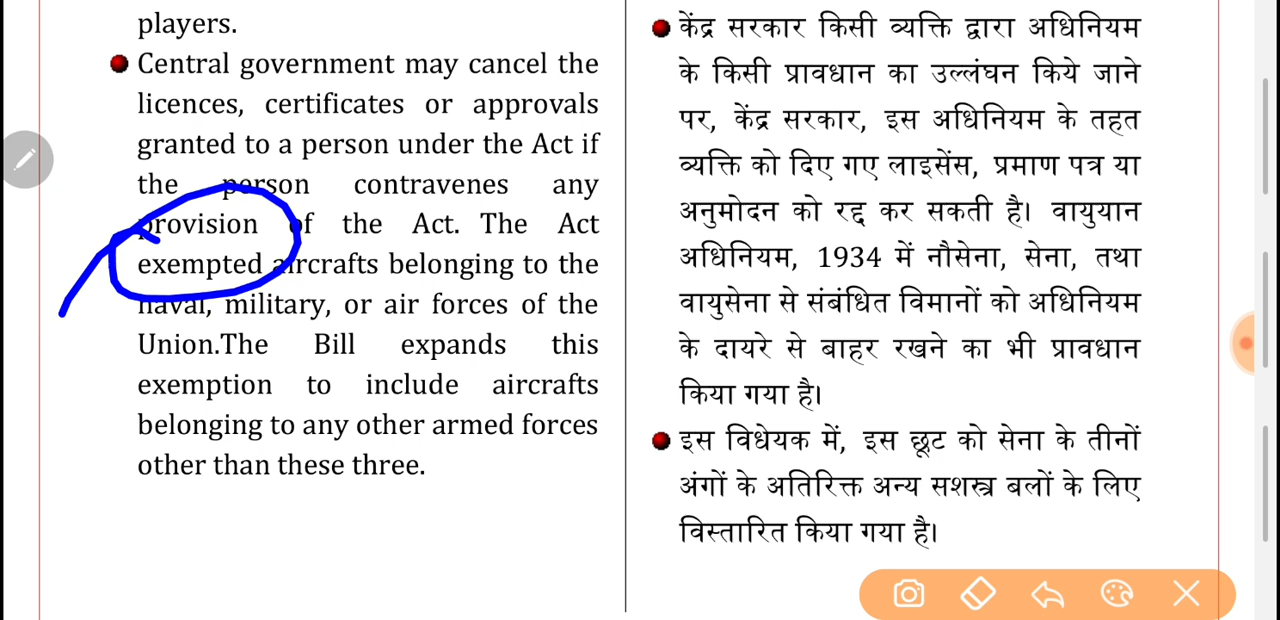 players.
Central government may cancel the
licences, certificates or approvals
granted to a person under the Act if
the person contravenes any
provision of the Act. The Act
exempted aircrafts belonging to the
naval, military, or air forces of the
Union.The Bill expands this
exemption to include aircrafts
belonging to any other armed forces
other than these three.
केंद्र सरकार किसी व्यक्ति द्वारा अधिनियम
के किसी प्रावधान का उल्लंघन किये जाने
पर, केंद्र सरकार, इस अधिनियम के तहत
व्यक्ति को दिए गए लाइसेंस, प्रमाण पत्र या
अनुमोदन को रद्द कर सकती है। वायुयान
अधिनियम, 1934 में नौसेना, सेना, तथा
वायुसेना से संबंधित विमानों को अधिनियम
के दायरे से बाहर रखने का भी प्रावधान
किया गया है।
इस विधेयक में, इस छूट को सेना के तीनों
अंगों के अतिरिक्त अन्य सशस्त्र बलों के लिए
विस्तारित किया गया है।